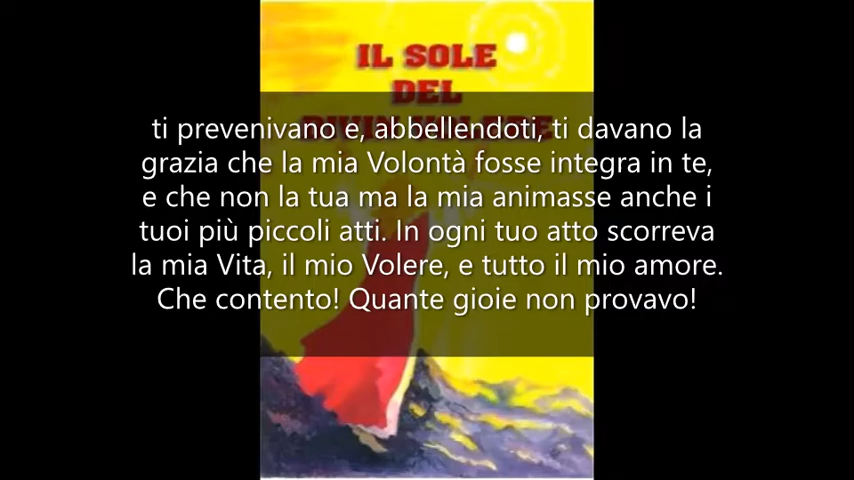 IL SOLE
DEL
ti prevenivano e, abbellendoti, ti davano la
grazia che la mia Volontà fosse integra in te,
e che non la tua ma la mia animasse anche i
tuoi più piccoli atti. In ogni tuo atto scorreva
la mia Vita, il mio Volere, e tutto il mio amore.
Che contento! Quante gioie non provavo!